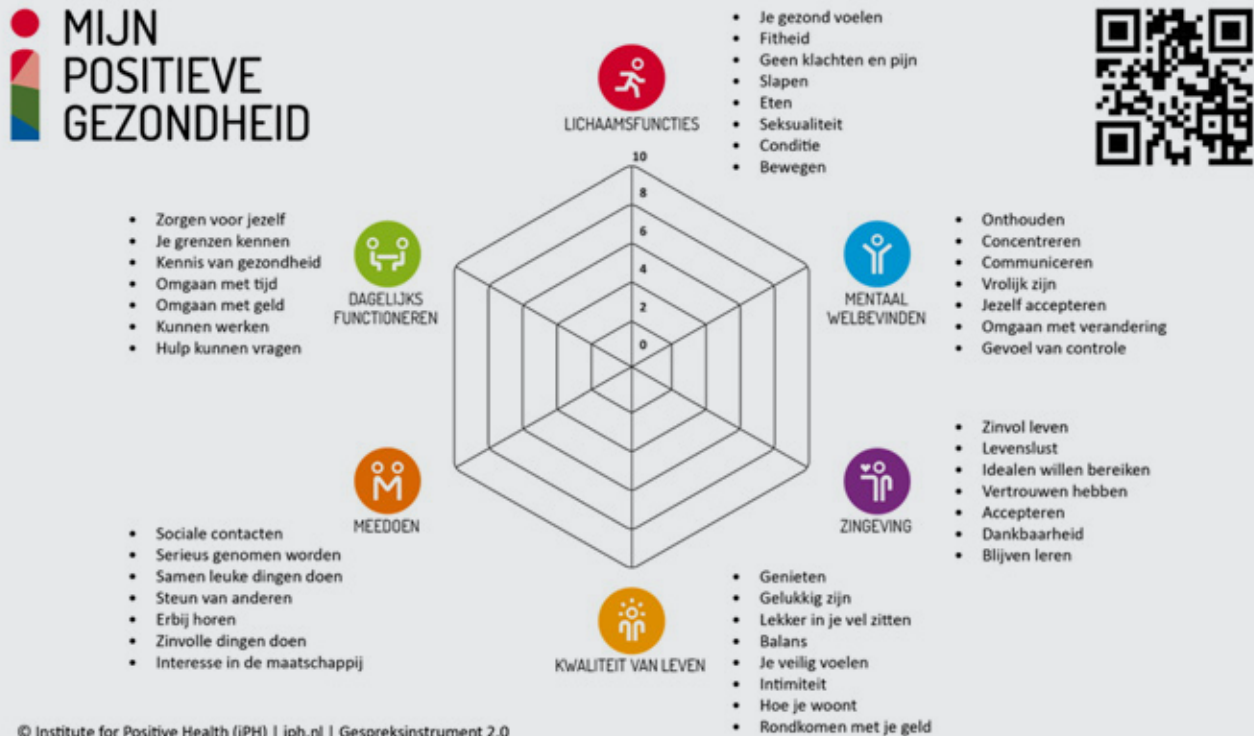 MIJN
POSITIEVE
GEZONDHEID
LICHAAMSFUNCTIES
• Je gezond voelen
• Fitheid
• Geen klachten en pijn
• Slapen
• Eten
• Seksualiteit
• Conditie
• Bewegen
10
8
6
4
2
0
• Zorgen voor jezelf
• Je grenzen kennen
• Kennis van gezondheid
• Omgaan met tijd
• Omgaan met geld
• Kunnen werken
• Hulp kunnen vragen
DAGELIJKS
FUNCTIONEREN
MENTAAL
WELBEVINDEN
• Onthouden
• Concentreren
• Communiceren
• Vrolijk zijn
• Jezelf accepteren
• Omgaan met verandering
• Gevoel van controle
MEEDOEN
• Sociale contacten
• Serieus genomen worden
• Samen leuke dingen doen
• Steun van anderen
• Erbij horen
• Zinvolle dingen doen
• Interesse in de maatschappij
ZINGEVING
• Zinvol leven
• Levenslust
• Idealen willen bereiken
• Vertrouwen hebben
• Accepteren
• Dankbaarheid
• Blijven leren
KWALITEIT VAN LEVEN
• Genieten
• Gelukkig zijn
• Lekker in je vel zitten
• Balans
• Je veilig voelen
• Intimiteit
• Hoe je woont
• Rondkomen met je geld
© Institute for Positive Health (iPH) | iph.nl | Gespreksinstrument 2.0